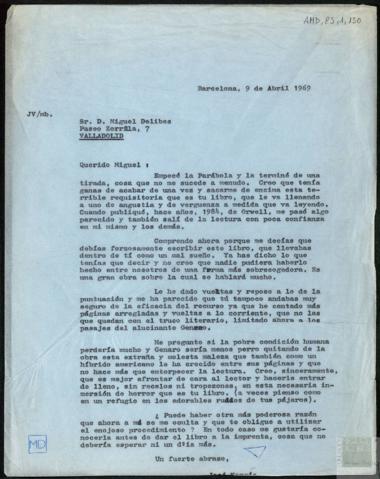 AMD,85,1,150
Barcelona, 9 de Abril 1969
JV/mb.
Sr. D. Miguel Delibes
Paseo Zorrilla, 7
VALLADOLID
Querido Miguel :
Empecé la Parábola y la terminé de una
tirada, cosa que no me sucede a menudo. Creo que tenía
ganas de acabar de una vez y sacarme de encima esta te-
rrible requisitoria que es tu libro, que le va llenando
a uno de angustia y de verguenza a medida que va leyendo.
Cuando publiqué, hace años, 1984, de Orwell, me pasó algo
parecido y también salí de la lectura con poca confianza
en mi mismo y los demás.
Comprendo ahora porque me decías que
debías forzosamente escribir este libro, que llevabas
dentro de tí como un mal sueño. Ya has dicho lo que
tenías que decir y no creo que nadie pudiera haberlo
hecho entre nosotros de una forma más sobrecogedora. Es
una gran obra sobre la cual se hablará mucho.
Le he dado vueltas y reposo a lo de la
puntuación y me ha parecido que tú tampoco andabas muy
seguro de la eficacia del recurso ya que he contado más
páginas arregladas y vueltas a lo corriente, que no las
que quedan con el truco literario, limitado ahora a los
pasajes del alucinante Genaro.
Me pregunto si la pobre condición humana
perdería mucho y Genaro sería menos perro quitando de la
obra esta extraña y molesta maleza que también como un
híbrido americano le ha crecido entre sus páginas y que
no hace más que entorpecer la lectura. Creo, sinceramente,
que es mejor afrontar de cara al lector y hacerle entrar
de lleno, sin recelos ni tropezones, en esta necesaria in-
mersión de horror que es tu libro. (a veces pienso como
en un refugio en los adorables prados de tus pájaros).
¿ Puede haber otra más poderosa razón
que ahora a mí se me oculta y que te obligue a utilizar
el enojoso procedimiento ? En todo caso me gustaría co-
nocerla antes de dar el libro a la imprenta, cosa que no
debería esperar ni un día más.
Un fuerte abrazo,
MD
José Vergés